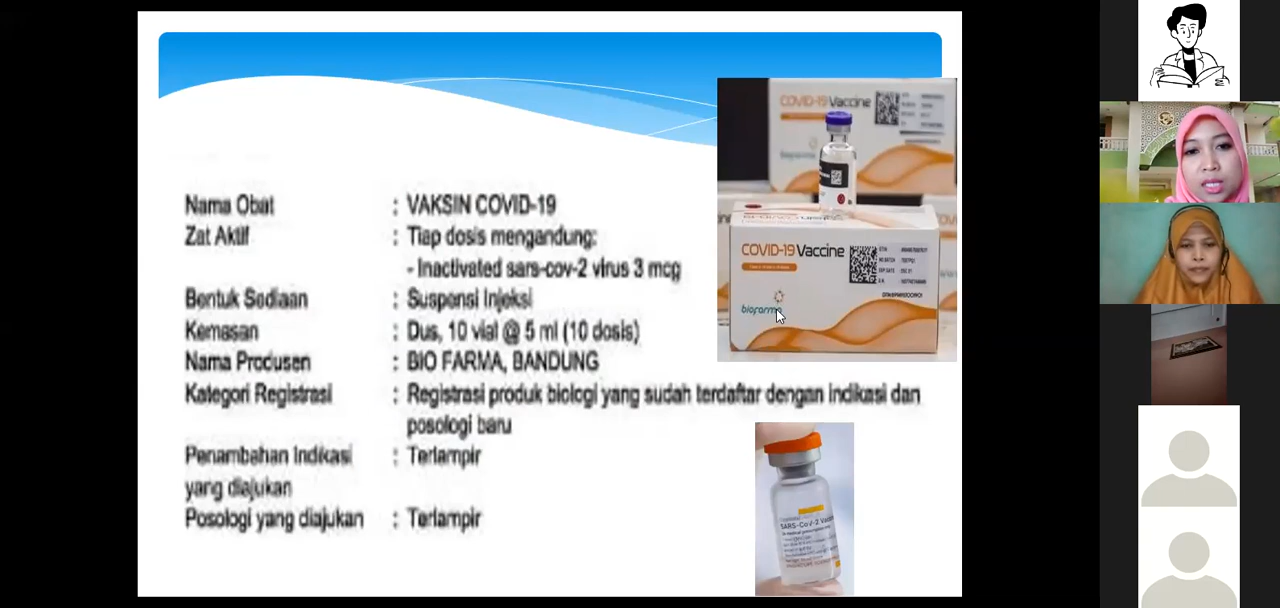 Nama Obat : VAKSIN COVID-19
Zat Aktif : Tiap dosis mengandung:
- Inactivated sars-cov-2 virus 3 mcg
Bentuk Sediaan : Suspensi Injeksi
Kemasan : Dus, 10 vial @ 5 ml (10 dosis)
Nama Produsen : BIO FARMA, BANDUNG
Kategori Registrasi : Registrasi produk biologi yang sudah terdaftar dengan indikasi dan
posologi baru
Penambahan Indikasi : Terlampir
yang diajukan
Posologi yang diajukan : Terlampir
COVID-19 Vaccine
biofarma
COVID-19 Vaccine
biofarma
SARS-CoV-2 Vacc